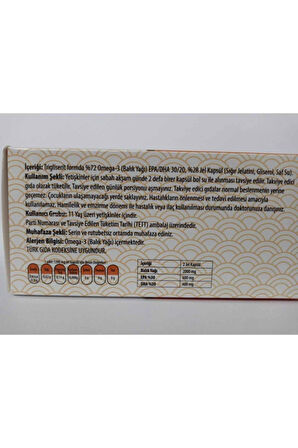 İçeriği: Trigliserit formda %72 Omega-3 (Balık Yağı) EPA/DHA 30/20, %28 Jel Kapsül (Sığır Jelatini, Gliserol, Saf Su).
Kullanım Şekli: Yetişkinler için sabah akşam günde 2 defa birer kapsül bol su ile alınması tavsiye edilir. Takviye edici
gıda olarak tüketilir. Tavsiye edilen günlük porsiyonu aşmayınız. Takviye edici gıdalar normal beslenmenin yerine
geçemez. Çocukların ulaşamayacağı yerde saklayınız. Hastalıkların önlenmesi ve tedavi edilmesi amacıyla
kullanılmaz. Hamilelik ve emzirme dönemi ile hastalık veya ilaç kullanılması durumunda doktorunuza danışın.
Kullanıcı Grubu: 11 Yaş üzeri yetişkinler içindir.
Parti Numarası ve Tavsiye Edilen Tüketim Tarihi (TETT) ambalaj üzerindedir.
Muhafaza Şekli: Serin ve rutubetsiz ortamda muhafaza ediniz.
Alerjen Bilgisi: Omega-3 (Balık Yağı) içermektedir.
TÜRK GIDA KODEKSİNE UYGUNDUR.
İçeriği 2 Jel Kapsül
Balık Yağı 2000 mg
EPA %30 600 mg
DHA %20 400 mg